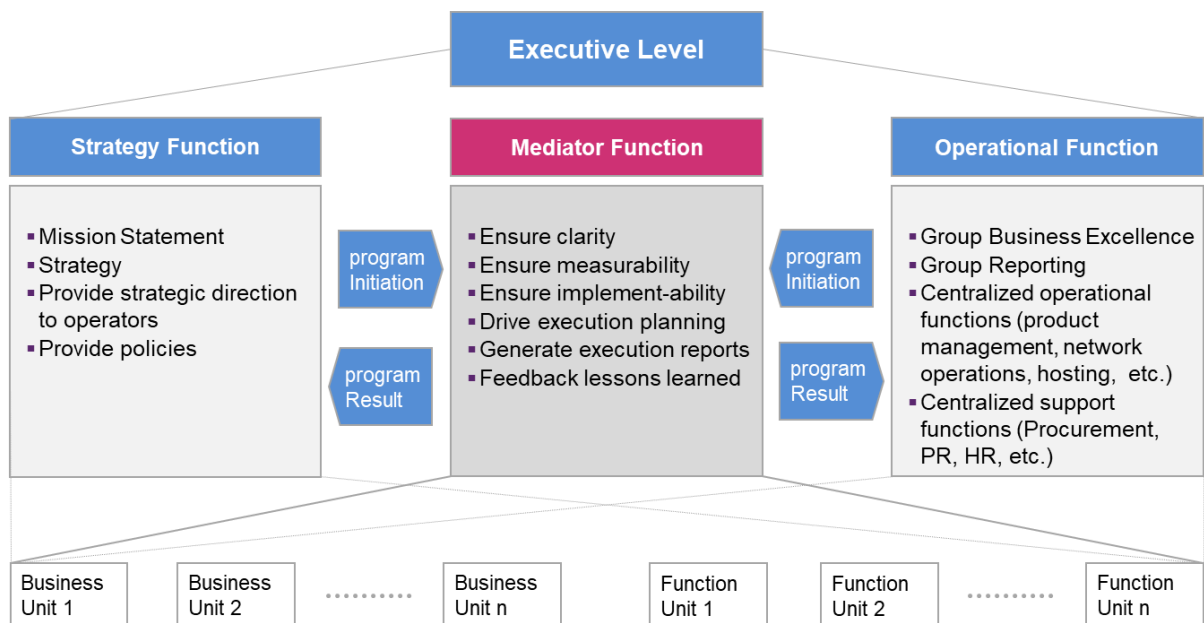 Executive Level
Strategy Function
Mediator Function
Operational Function
▪ Mission Statement
▪ Strategy
▪ Provide strategic direction
to operators
▪ Provide policies
program
Initiation
program
Result
▪ Ensure clarity
▪ Ensure measurability
▪ Ensure implement-ability
▪ Drive execution planning
▪ Generate execution reports
▪ Feedback lessons learned
program
Initiation
program
Result
▪ Group Business Excellence
▪ Group Reporting
▪ Centralized operational
functions (product
management, network
operations, hosting, etc.)
▪ Centralized support
functions (Procurement,
PR, HR, etc.)
Business
Unit 1
Business
Unit 2
Business
Unit n
Function
Unit 1
Function
Unit 2
Function
Unit n